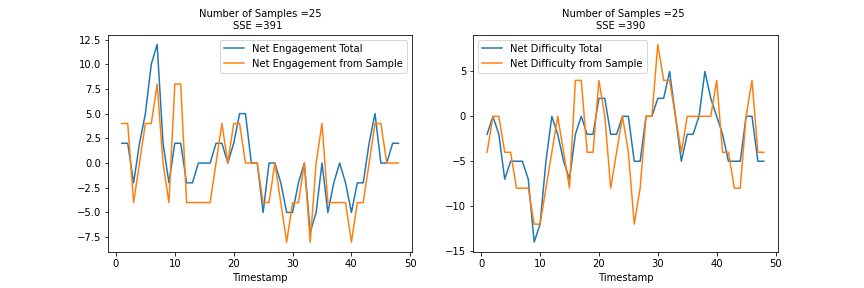 Number of Samples =25
SSE =391
Net Engagement Total
Net Engagement from Sample
12.5
10.0
7.5
5.0
2.5
0.0
−2.5
−5.0
−7.5
0 10 20 30 40 50
Timestamp
Number of Samples =25
SSE =390
Net Difficulty Total
Net Difficulty from Sample
5
0
−5
−10
−15
0 10 20 30 40 50
Timestamp